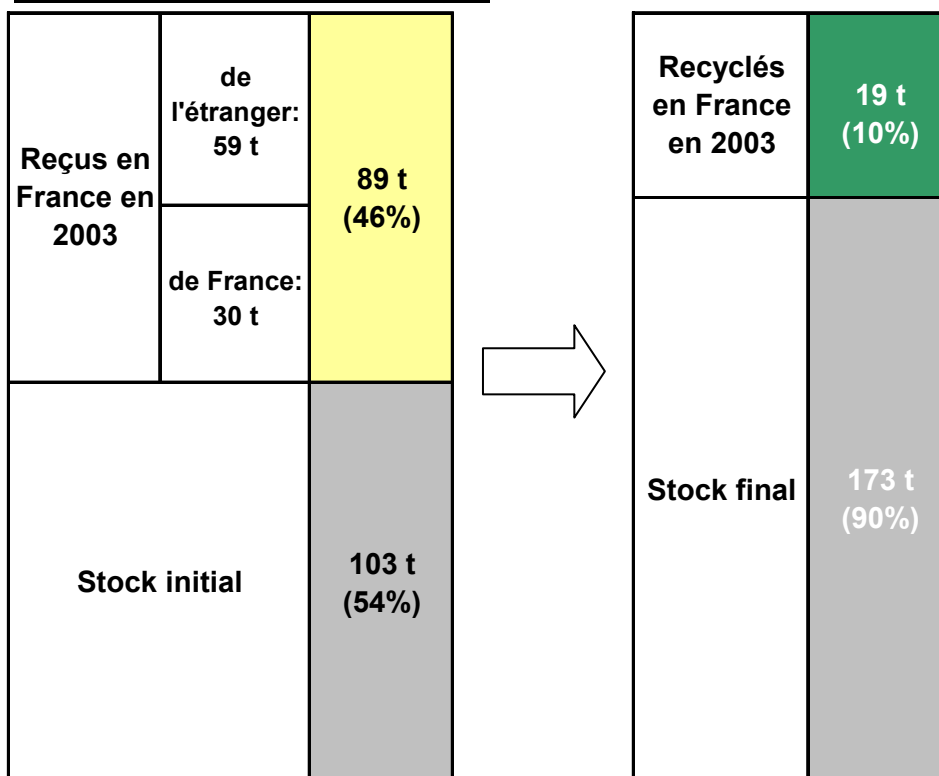 Reçus en
France en
2003
de
l'étranger:
59 t
de France:
30 t
89 t
(46%)
Stock initial
103 t
(54%)
Recyclés
en France
en 2003
19 t
(10%)
Stock final
173 t
(90%)